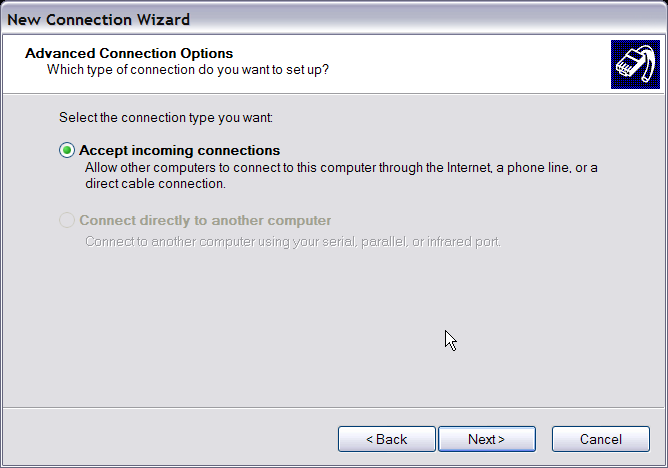 New Connection Wizard
Advanced Connection Options
Which type of connection do you want to set up?
Select the connection type you want:
Accept incoming connections
Allow other computers to connect to this computer through the Internet, a phone line, or a
direct cable connection.
Connect directly to another computer
Connect to another computer using your serial, parallel, or infrared port.
< Back
Next >
Cancel